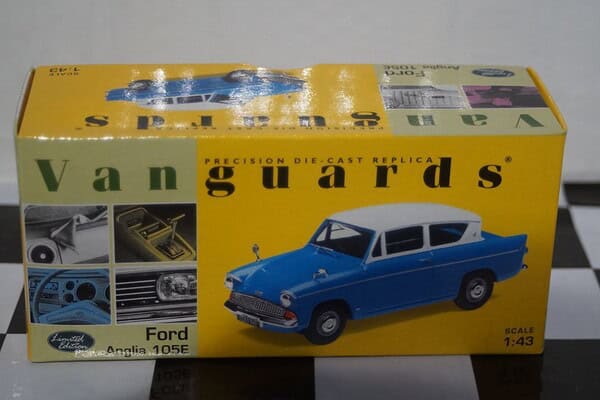 SCALE
1:43
Ford
Anglia 105E
Vanguards
PRECISION DIE-CAST REPLICA
Vanguards®
Limited
Edition
Ford
Anglia 105E
SCALE
1:43